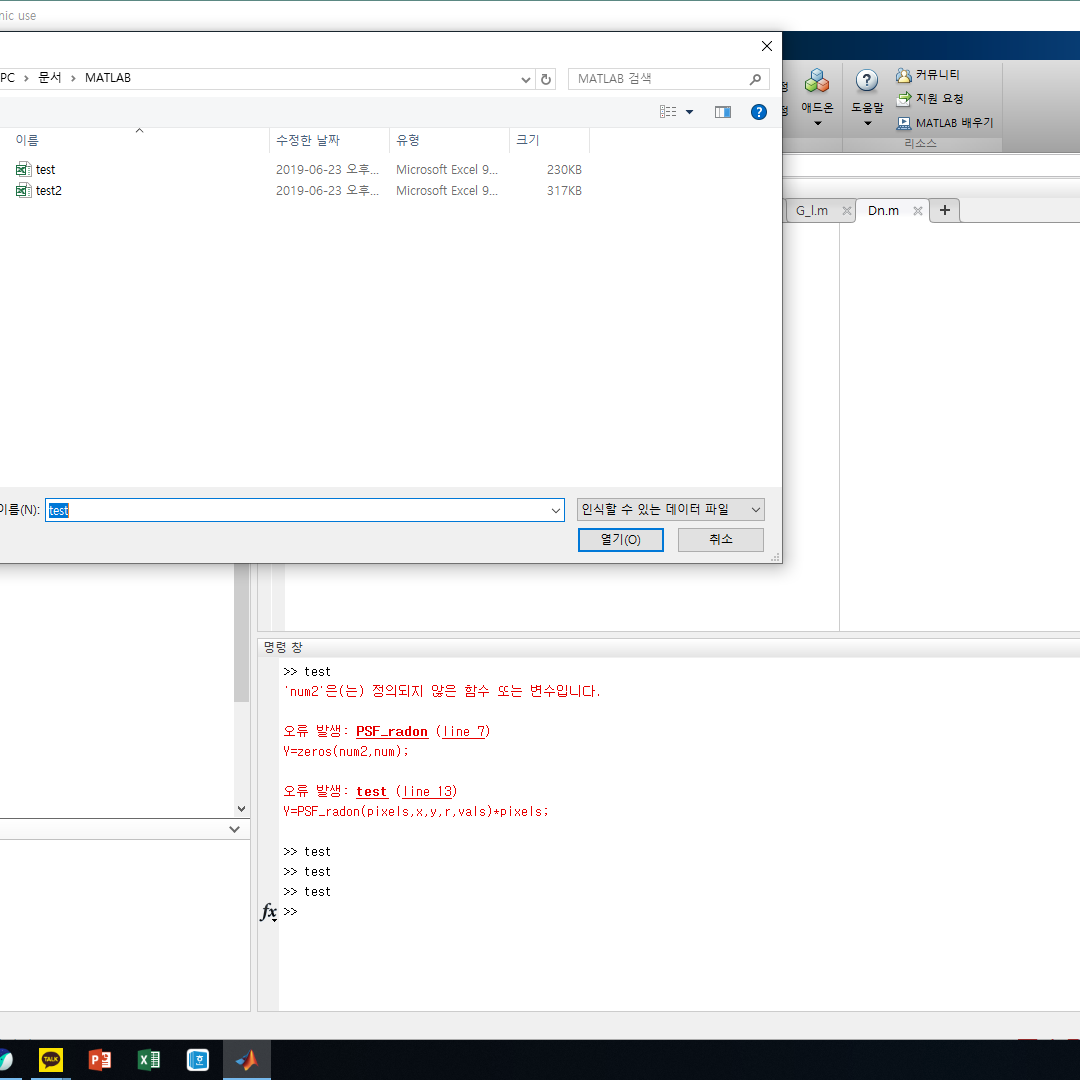 nic use
PC > 문서 > MATLAB
MATLAB 검색
이름 수정한 날짜 유형 크기
test 2019-06-23 오후... Microsoft Excel 9... 230KB
test2 2019-06-23 오후... Microsoft Excel 9... 317KB
이름(N): test 인식할 수 있는 데이터 파일
열기(O) 취소
정
정
애드온
도움말
커뮤니티
지원 요청
MATLAB 배우기
리소스
G_I.m Dn.m +
명령 창
>> test
'num2'은(는) 정의되지 않은 함수 또는 변수입니다.
오류 발생: PSF_radon (line 7)
Y=zeros(num2,num);
오류 발생: test (line 13)
Y=PSF_radon(pixels,x,y,r,vals)*pixels;
>> test
>> test
>> test
fx >>
TALK